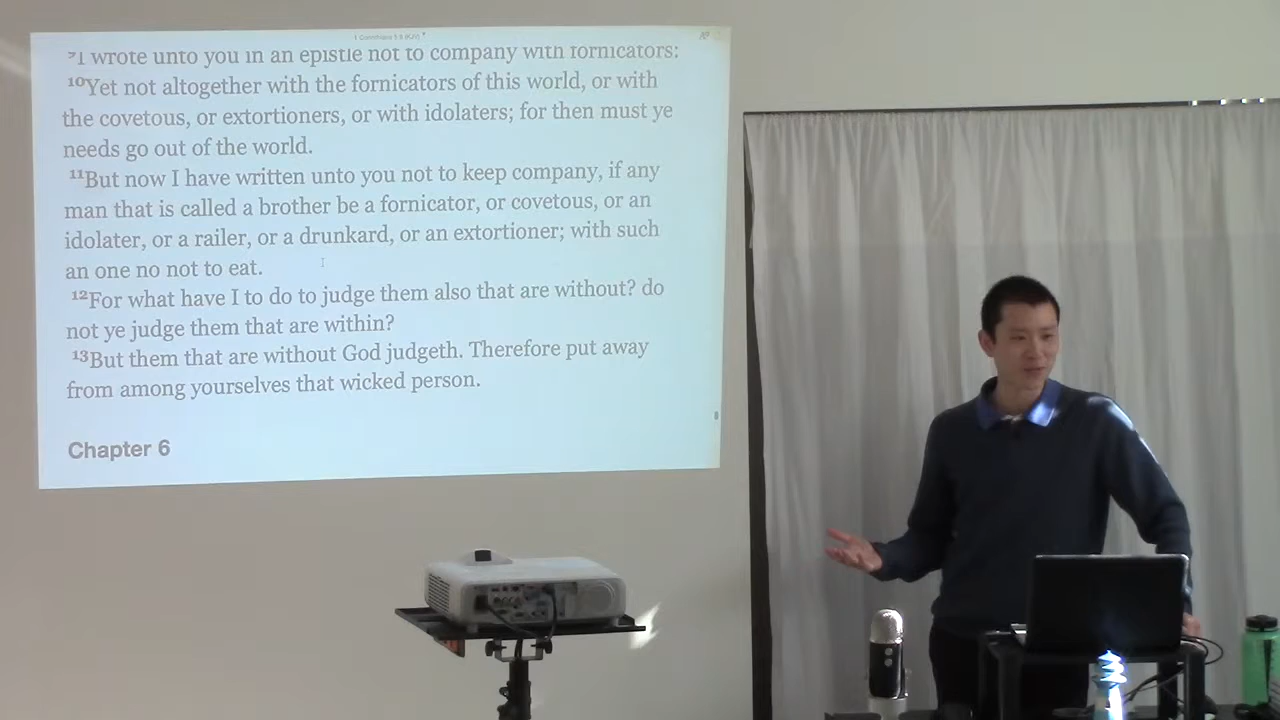 1 Corinthians 5:9 (KJV)
⁹I wrote unto you in an epistle not to company with fornicators:
¹⁰Yet not altogether with the fornicators of this world, or with
the covetous, or extortioners, or with idolaters; for then must ye
needs go out of the world.
¹¹But now I have written unto you not to keep company, if any
man that is called a brother be a fornicator, or covetous, or an
idolater, or a railer, or a drunkard, or an extortioner; with such
an one no not to eat.
¹²For what have I to do to judge them also that are without? do
not ye judge them that are within?
¹³But them that are without God judgeth. Therefore put away
from among yourselves that wicked person.
Chapter 6